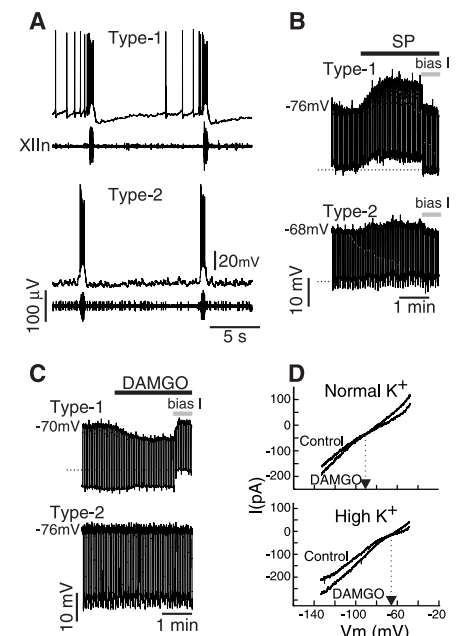 A
Type-1
XIIn
Type-2
20mV
100 µV
5 s
B
SP
Type-1
bias I
-76mV
Type-2
bias I
-68mV
10 mV
1 min
C
DAMGO
Type-1
bias I
-70mV
Type-2
-76mV
10 mV
1 min
D
Normal K+
100
0
Control
-100
DAMGO
-200
I(pA)
High K+
100
0
Control
-100
DAMGO
-200
-300
-140 -100 -60 -20
Vm (mV)